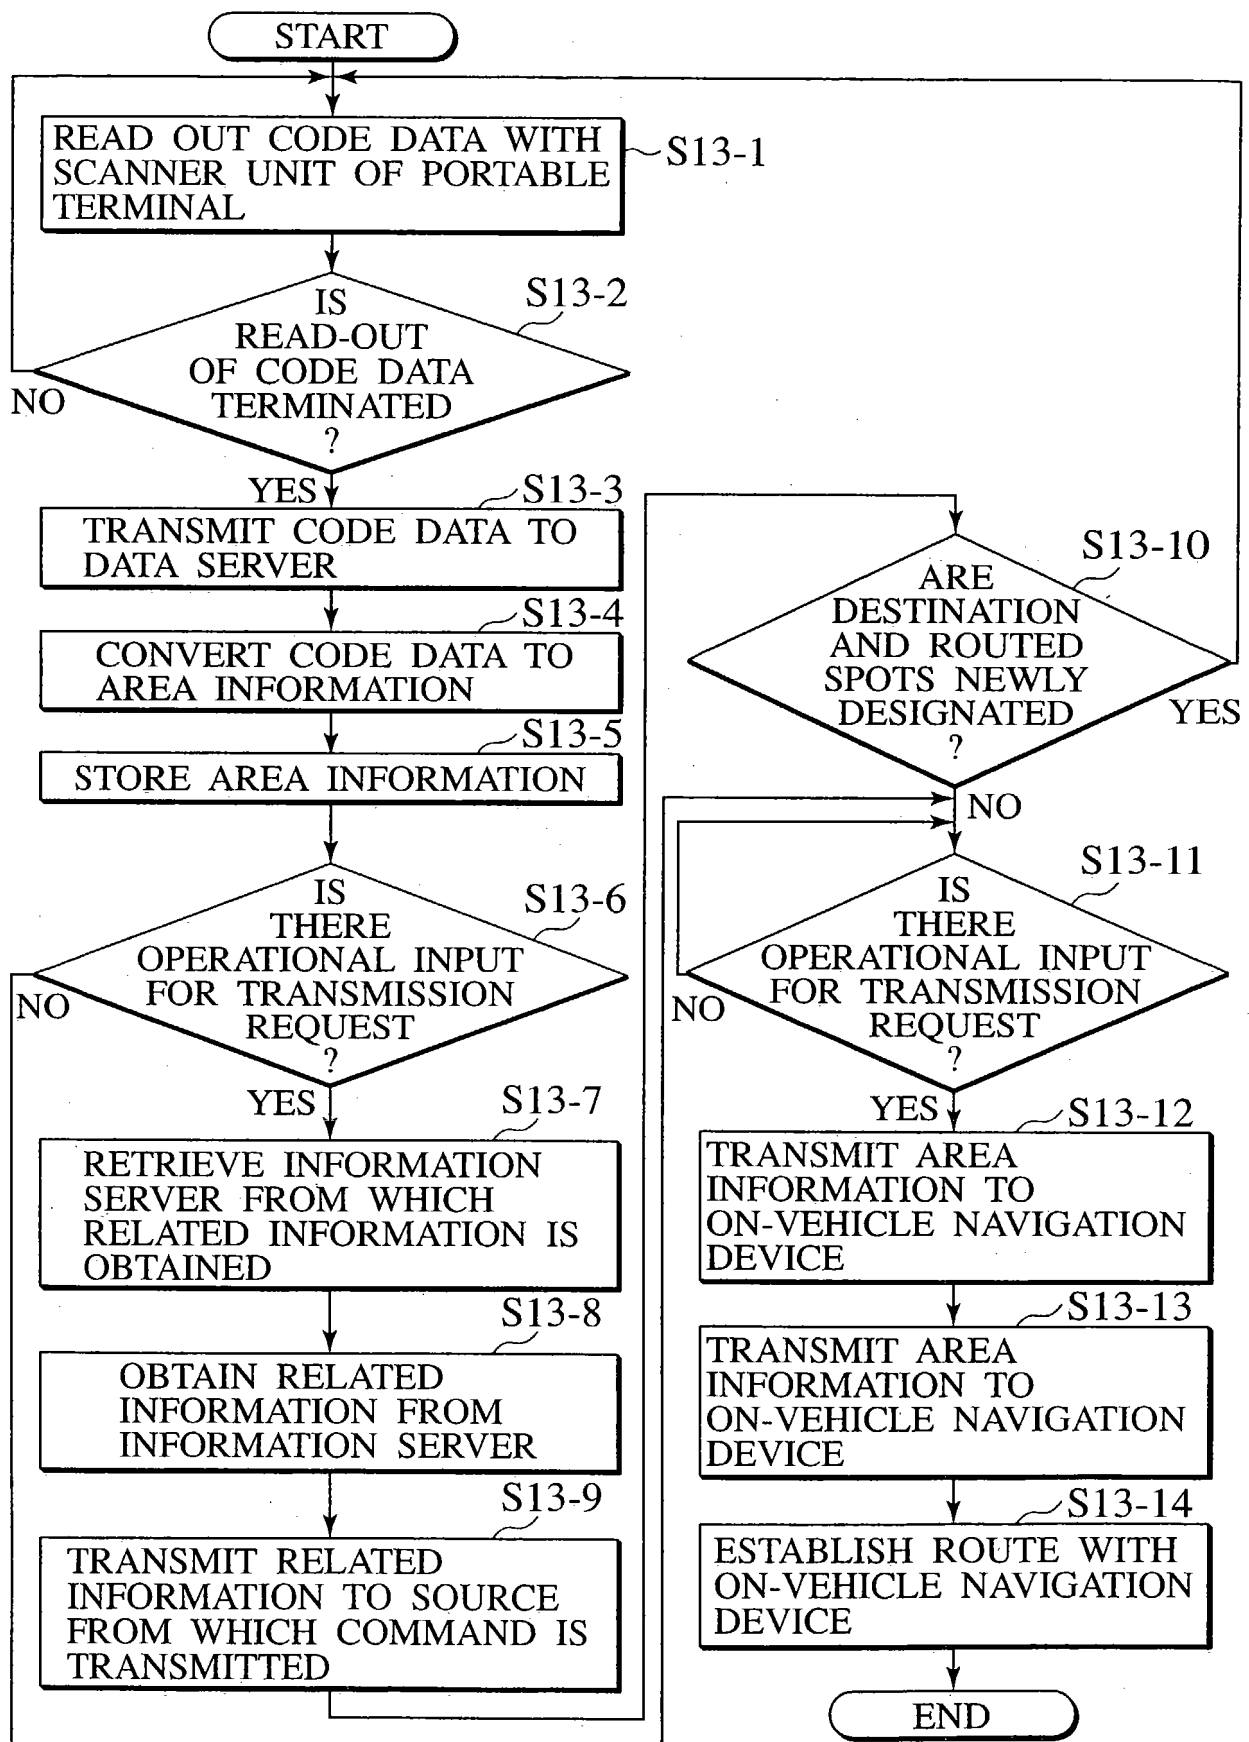 START
READ OUT CODE DATA WITH
SCANNER UNIT OF PORTABLE
TERMINAL
S13-1
IS
READ-OUT
OF CODE DATA
TERMINATED
?
S13-2
NO
YES
S13-3
TRANSMIT CODE DATA TO
DATA SERVER
S13-4
CONVERT CODE DATA TO
AREA INFORMATION
S13-5
STORE AREA INFORMATION
S13-6
IS
THERE
OPERATIONAL INPUT
FOR TRANSMISSION
REQUEST
?
NO
YES
S13-7
RETRIEVE INFORMATION
SERVER FROM WHICH
RELATED INFORMATION IS
OBTAINED
S13-8
OBTAIN RELATED
INFORMATION FROM
INFORMATION SERVER
S13-9
TRANSMIT RELATED
INFORMATION TO SOURCE
FROM WHICH COMMAND IS
TRANSMITTED
S13-10
ARE
DESTINATION
AND ROUTED
SPOTS NEWLY
DESIGNATED
?
YES
NO
S13-11
IS
THERE
OPERATIONAL INPUT
FOR TRANSMISSION
REQUEST
?
NO
YES
S13-12
TRANSMIT AREA
INFORMATION TO
ON-VEHICLE NAVIGATION
DEVICE
S13-13
TRANSMIT AREA
INFORMATION TO
ON-VEHICLE NAVIGATION
DEVICE
S13-14
ESTABLISH ROUTE WITH
ON-VEHICLE NAVIGATION
DEVICE
END